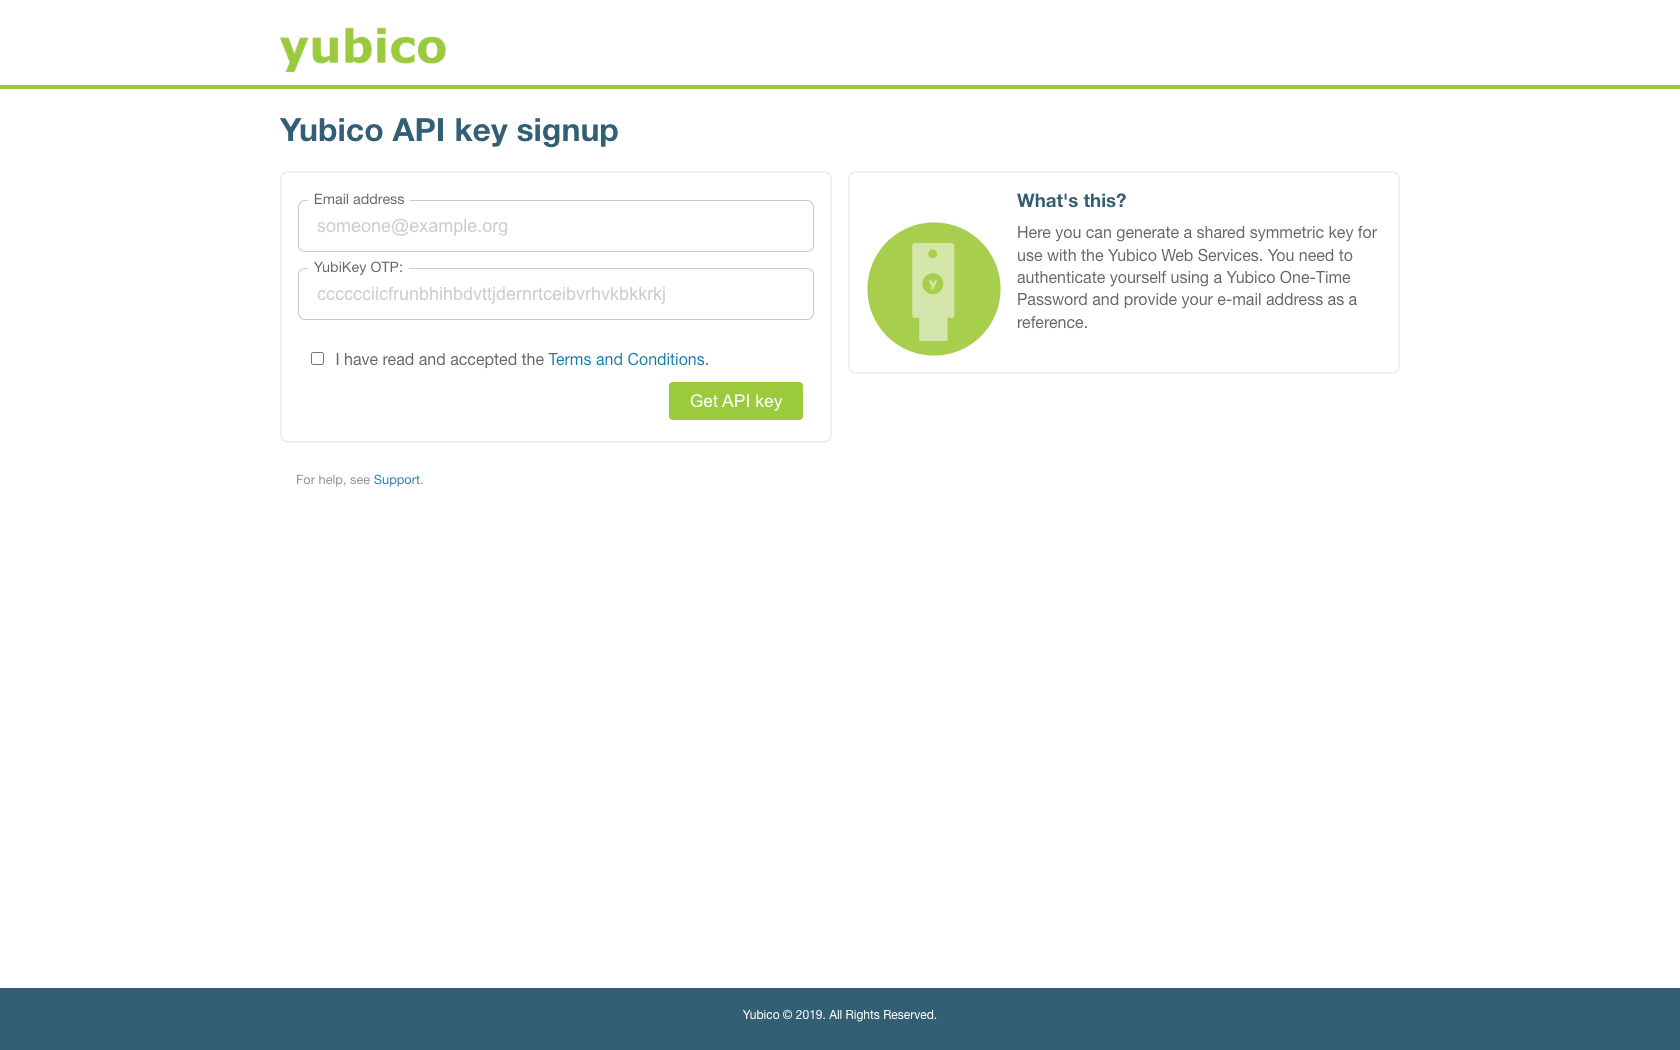 yubico
Yubico API key signup
Email address
someone@example.org
YubiKey OTP:
cccccciicfrunbhihbdvttjdernrtceibvrhvkbkkrkj
I have read and accepted the Terms and Conditions.
Get API key
For help, see Support.
What's this?
Here you can generate a shared symmetric key for
use with the Yubico Web Services. You need to
authenticate yourself using a Yubico One-Time
Password and provide your e-mail address as a
reference.
y
Yubico © 2019. All Rights Reserved.